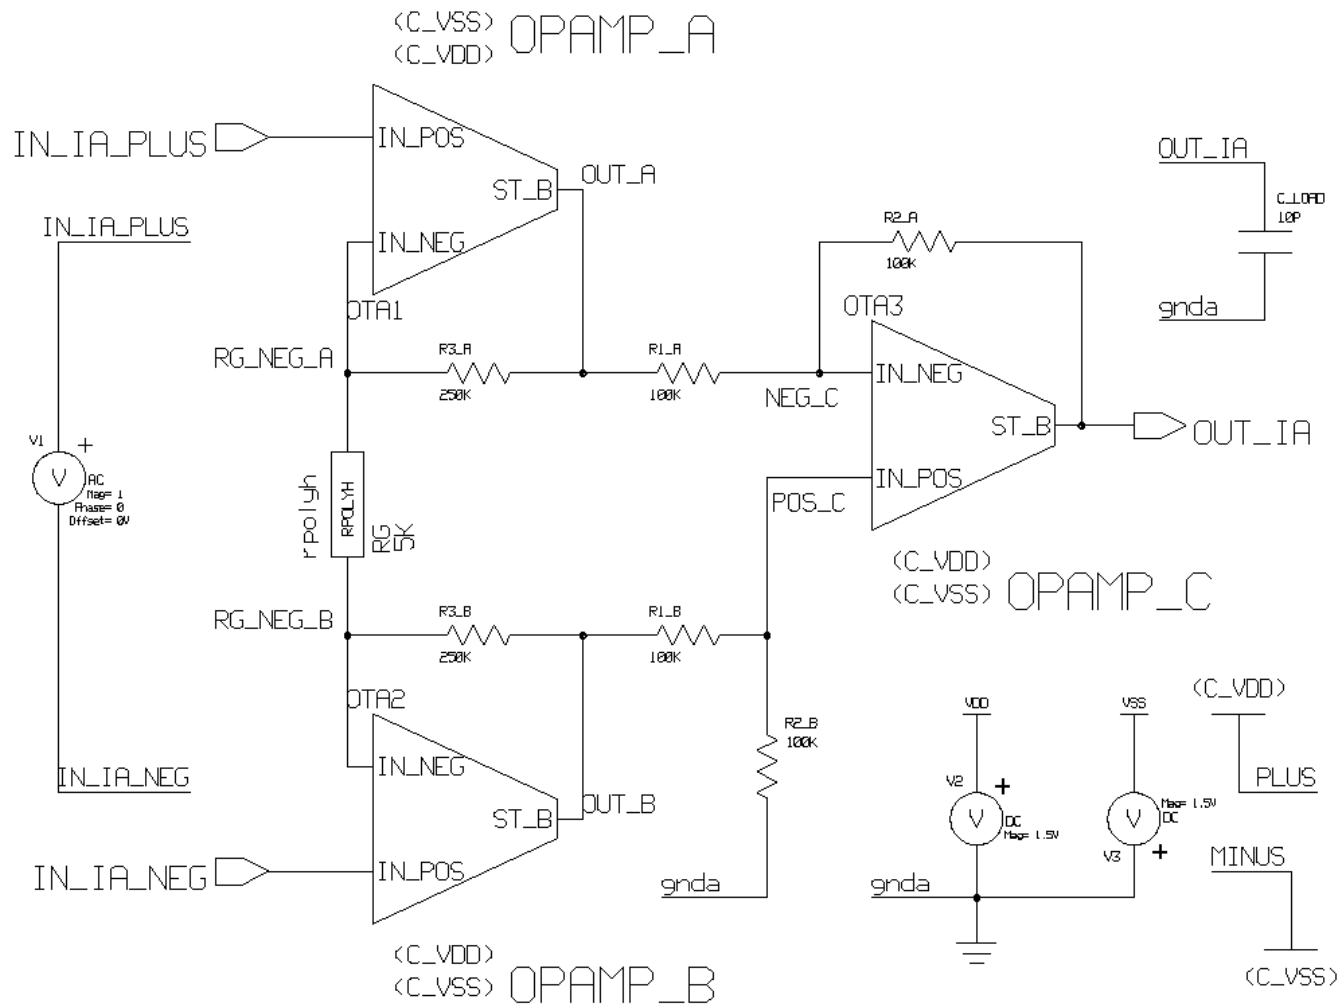 (C_VSS)
(C_VDD)
OPAMP_A
IN_IA_PLUS
IN_POS
OUT_A
ST_B
IN_NEG
OTA1
IN_IA_PLUS
V1
+
V
AC
Mag= 1
Phase= 0
Offset= 0V
IN_IA_NEG
IN_IA_NEG
RG_NEG_A
R3_A
250K
R1_A
100K
NEG_C
R2_A
100K
OTA3
IN_NEG
ST_B
IN_POS
POS_C
OUT_IA
(C_VDD)
(C_VSS)
OPAMP_C
OUT_IA
C_LOAD
10P
gnda
rpolyh
RPOLYH
RG
5K
RG_NEG_B
R3_B
250K
R1_B
100K
OTA2
IN_NEG
ST_B
OUT_B
IN_POS
R2_B
100K
gnda
(C_VDD)
(C_VSS)
OPAMP_B
VDD
V2
+
V
DC
Mag= 1.5V
gnda
VSS
Mag= 1.5V
DC
V
V3
+
(C_VDD)
PLUS
MINUS
(C_VSS)